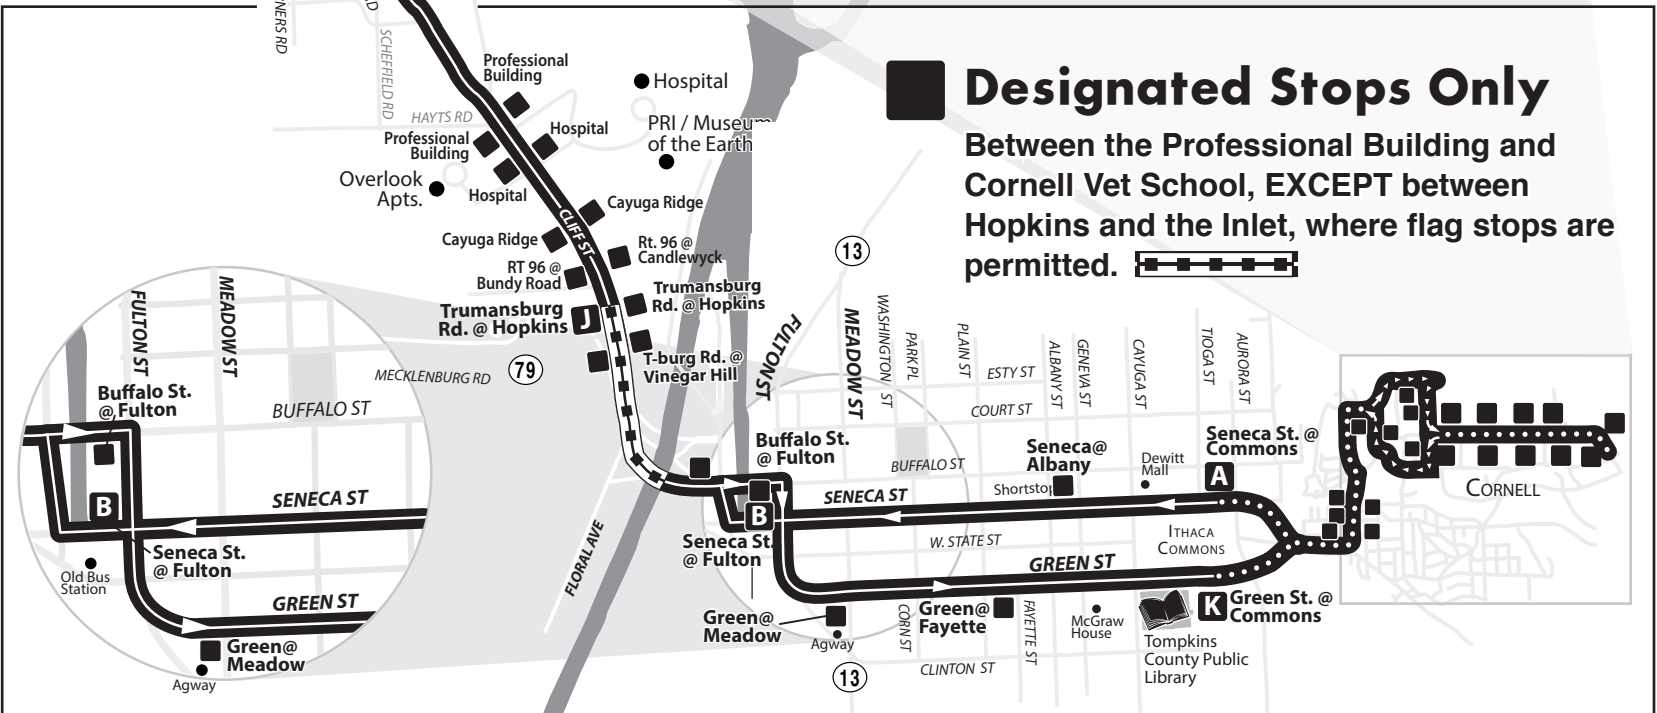 Designated Stops Only
Between the Professional Building and
Cornell Vet School, EXCEPT between
Hopkins and the Inlet, where flag stops are
permitted.
NERS RD
RD
SCHEFFIELD RD
HAYTS RD
Professional
Building
Hospital
PRI / Museum
of the Earth
Professional
Building
Hospital
Overlook
Apts.
Hospital
Cayuga Ridge
CLIFF ST
Cayuga Ridge
Rt. 96 @
Candlewyck
RT 96 @
Bundy Road
Trumansburg
Rd. @ Hopkins
Trumansburg
Rd. @ Hopkins
J
T-burg Rd. @
Vinegar Hill
79
MECKLENBURG RD
FULTON ST
MEADOW ST
Buffalo St.
@ Fulton
BUFFALO ST
B
SENECA ST
Seneca St.
@ Fulton
Old Bus
Station
GREEN ST
Green@
Meadow
Agway
13
FULTON ST
MEADOW ST
WASHINGTON ST
PARK PL
PLAIN ST
ALBANY ST
GENEVA ST
CAYUGA ST
TIOGA ST
AURORA ST
ESTY ST
COURT ST
Buffalo St.
@ Fulton
BUFFALO ST
Seneca@
Albany
Shortstop
Dewitt
Mall
Seneca St. @
Commons
A
SENECA ST
B
Seneca St.
@ Fulton
W. STATE ST
ITHACA
COMMONS
GREEN ST
FLORAL AVE
Green@
Meadow
Agway
13
CORN ST
Green@
Fayette
FAYETTE ST
McGraw
House
K
Green St. @
Commons
Tompkins
County Public
Library
CLINTON ST
CORNELL